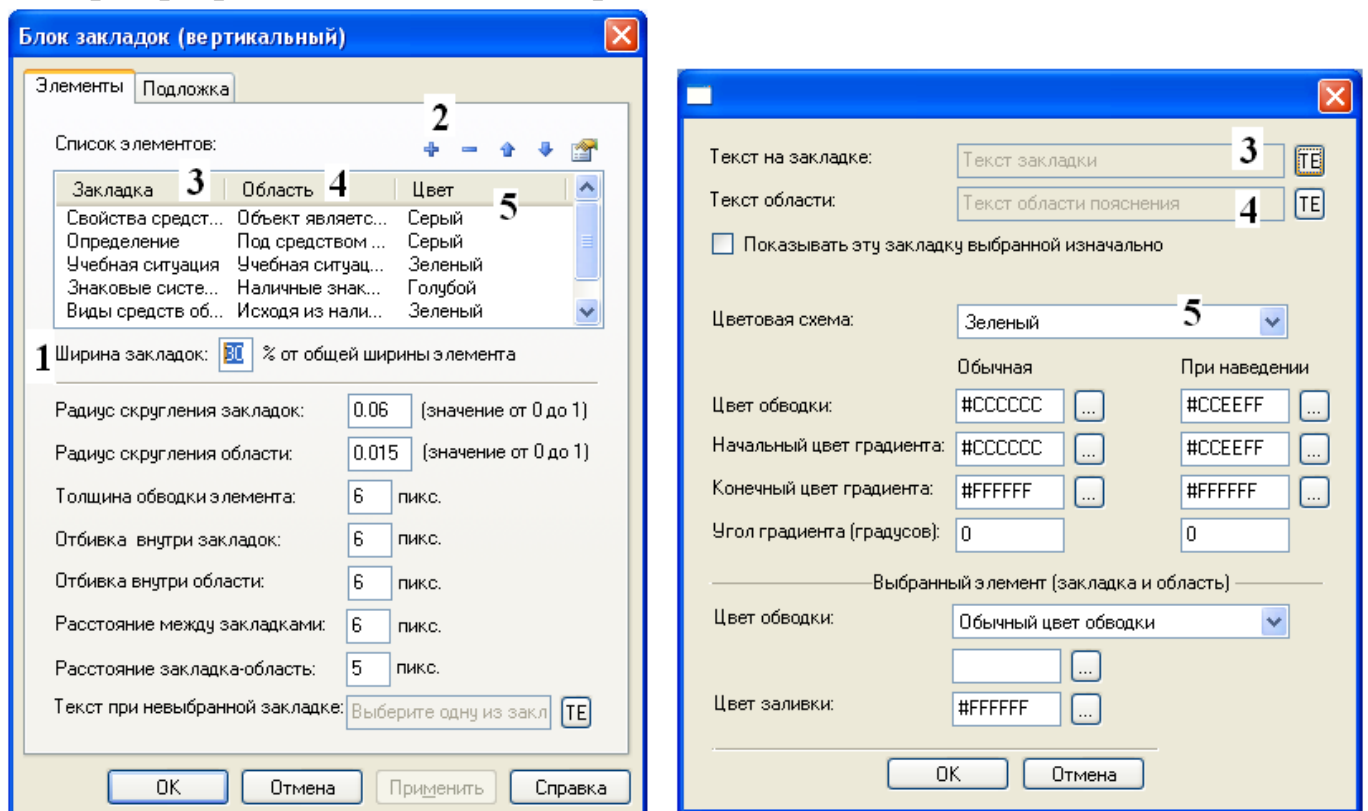 Блок закладок (вертикальный)
Элементы Подложка
2
Список элементов:
Закладка 3 Область 4 Цвет
5
Свойства средст... Объект являетс... Серый
Определение Под средством ... Серый
Учебная ситуация Учебная ситуац... Зеленый
Знаковые систе... Наличные знак... Голубой
Виды средств об... Исходя из нали... Зеленый
1 Ширина закладок: 30 % от общей ширины элемента
Радиус скругления закладок: 0.06 (значение от 0 до 1)
Радиус скругления области: 0.015 (значение от 0 до 1)
Толщина обводки элемента: 6 пикс.
Отбивка внутри закладок: 6 пикс.
Отбивка внутри области: 6 пикс.
Расстояние между закладками: 6 пикс.
Расстояние закладка-область: 5 пикс.
Текст при невыбранной закладке: Выберите одну из закл TE
OK Отмена Применить Справка
Текст на закладке: Текст закладки 3 TE
Текст области: Текст области пояснения 4 TE
Показывать эту закладку выбранной изначально
Цветовая схема: Зеленый 5
Обычная При наведении
Цвет обводки: #CCCCCC ... #CCEEFF ...
Начальный цвет градиента: #CCCCCC ... #CCEEFF ...
Конечный цвет градиента: #FFFFFF ... #FFFFFF ...
Угол градиента (градусов): 0 0
Выбранный элемент (закладка и область)
Цвет обводки: Обычный цвет обводки
...
Цвет заливки: #FFFFFF ...
OK Отмена